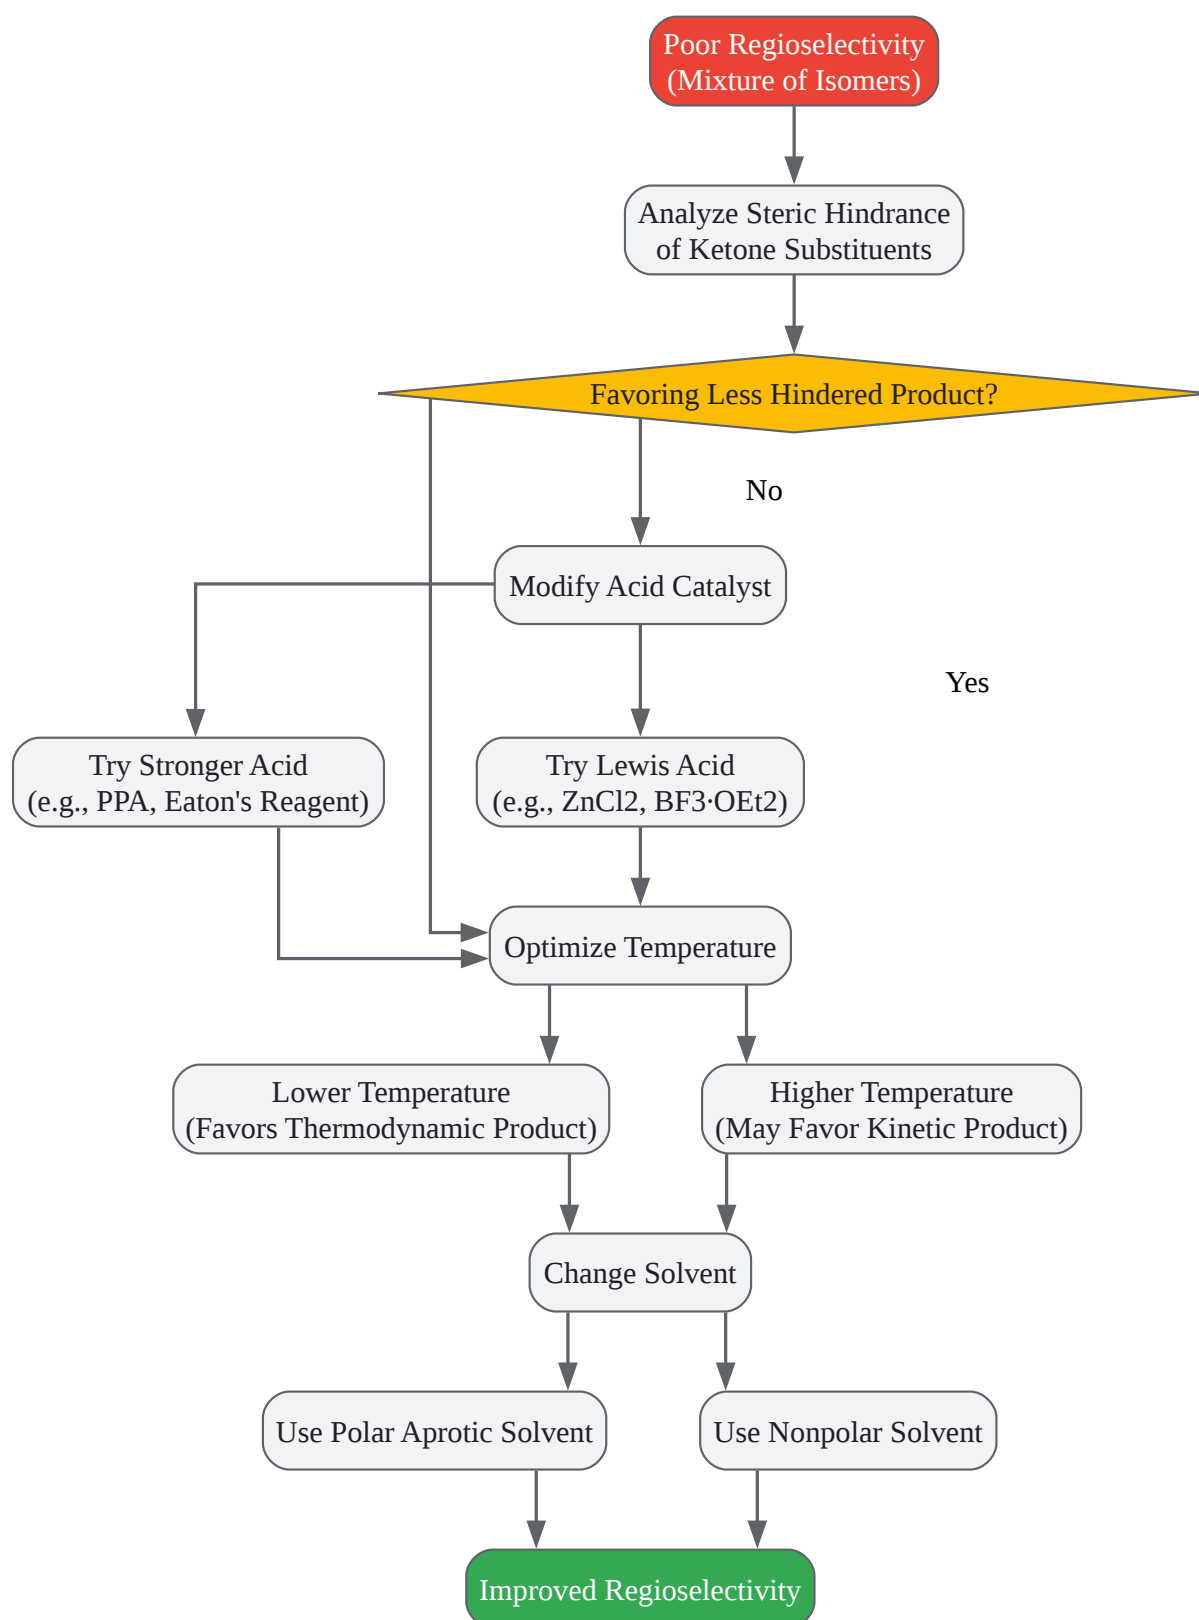 Poor Regioselectivity
(Mixture of Isomers)
Analyze Steric Hindrance
of Ketone Substituents
Favoring Less Hindered Product?
No
Modify Acid Catalyst
Yes
Try Stronger Acid
(e.g., PPA, Eaton's Reagent)
Try Lewis Acid
(e.g., ZnCl2, BF3·OEt2)
Optimize Temperature
Lower Temperature
(Favors Thermodynamic Product)
Higher Temperature
(May Favor Kinetic Product)
Change Solvent
Use Polar Aprotic Solvent
Use Nonpolar Solvent
Improved Regioselectivity